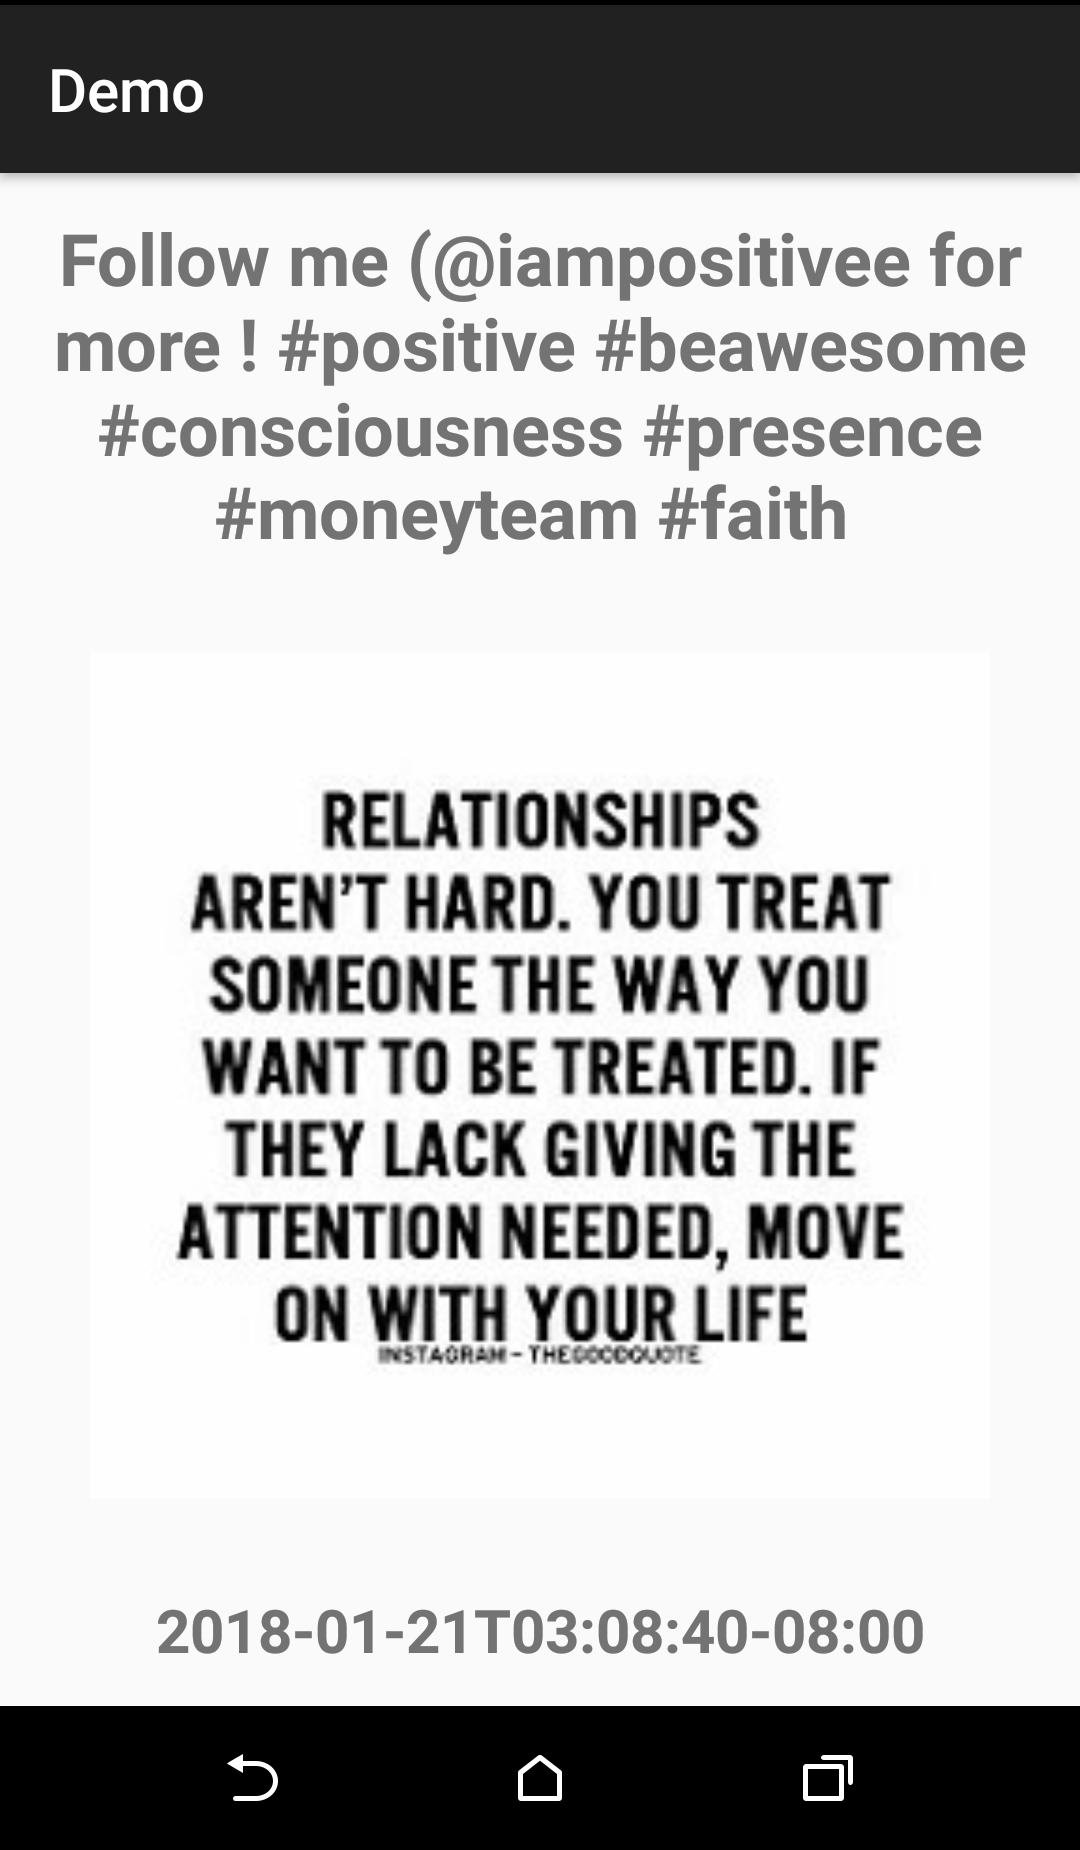 Demo
Follow me (@iampositivee for
more ! #positive #beawesome
#consciousness #presence
#moneyteam #faith
RELATIONSHIPS
AREN’T HARD. YOU TREAT
SOMEONE THE WAY YOU
WANT TO BE TREATED. IF
THEY LACK GIVING THE
ATTENTION NEEDED, MOVE
ON WITH YOUR LIFE
INSTAGRAM - THEGOODQUOTE
2018-01-21T03:08:40-08:00